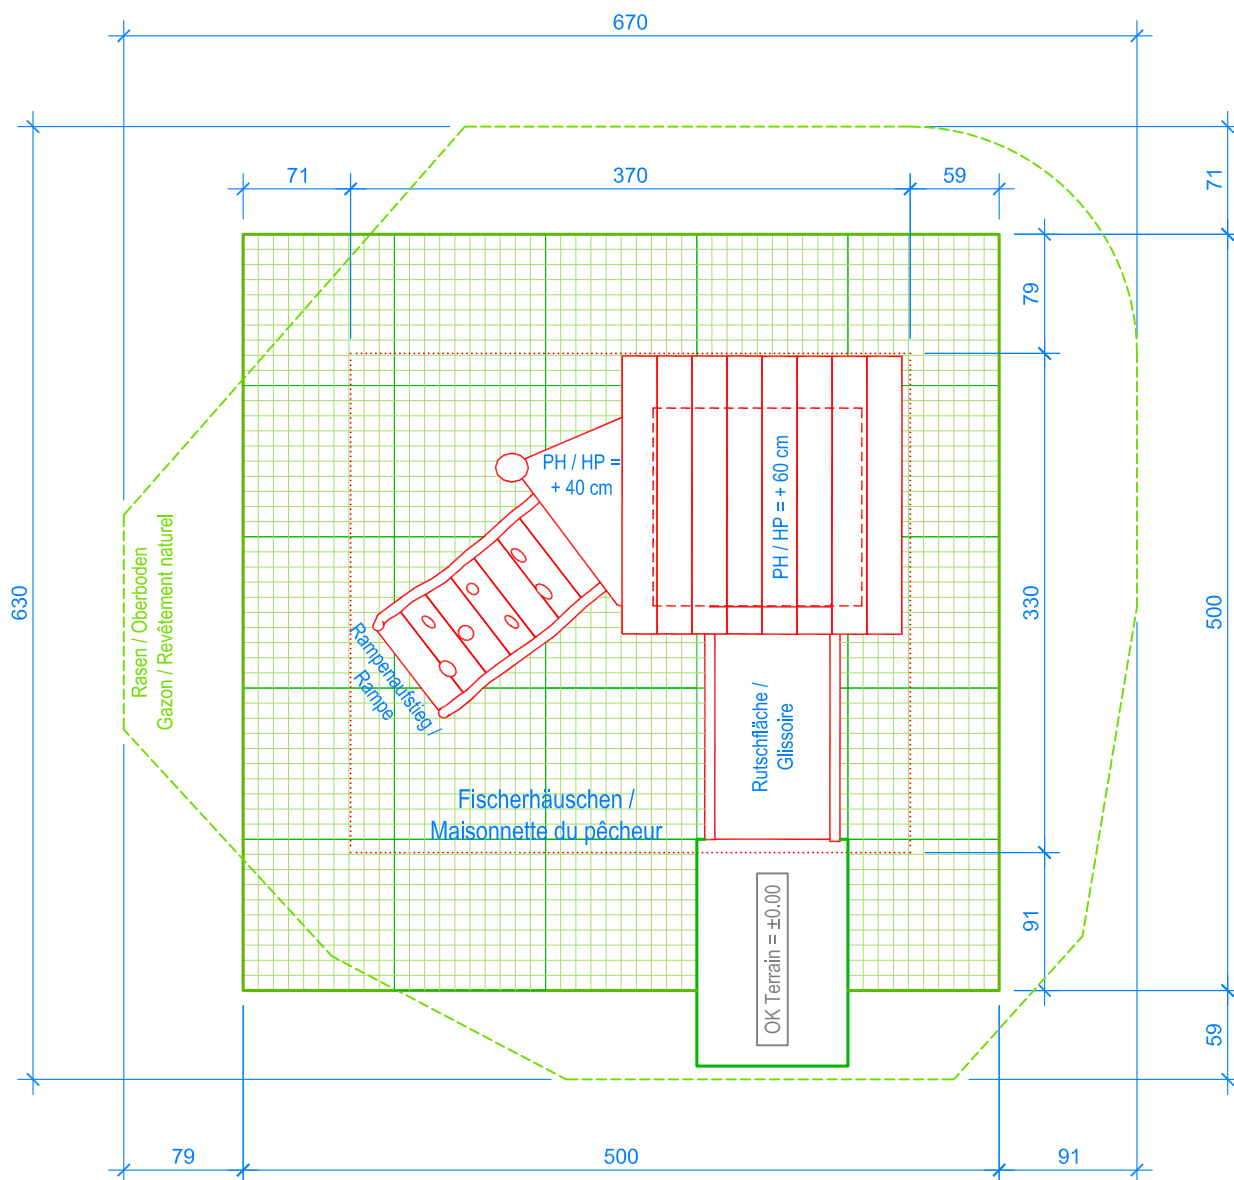 670
71
370
59
71
79
PH / HP =
+ 40 cm
PH / HP = + 60 cm
Rasen / Oberboden
Gazon / Revêtement naturel
630
330
500
Rampenaufstieg /
Rampe
Rutschfläche /
Glissoire
Fischerhäuschen /
Maisonnette du pêcheur
OK Terrain = ±0.00
91
59
79
500
91